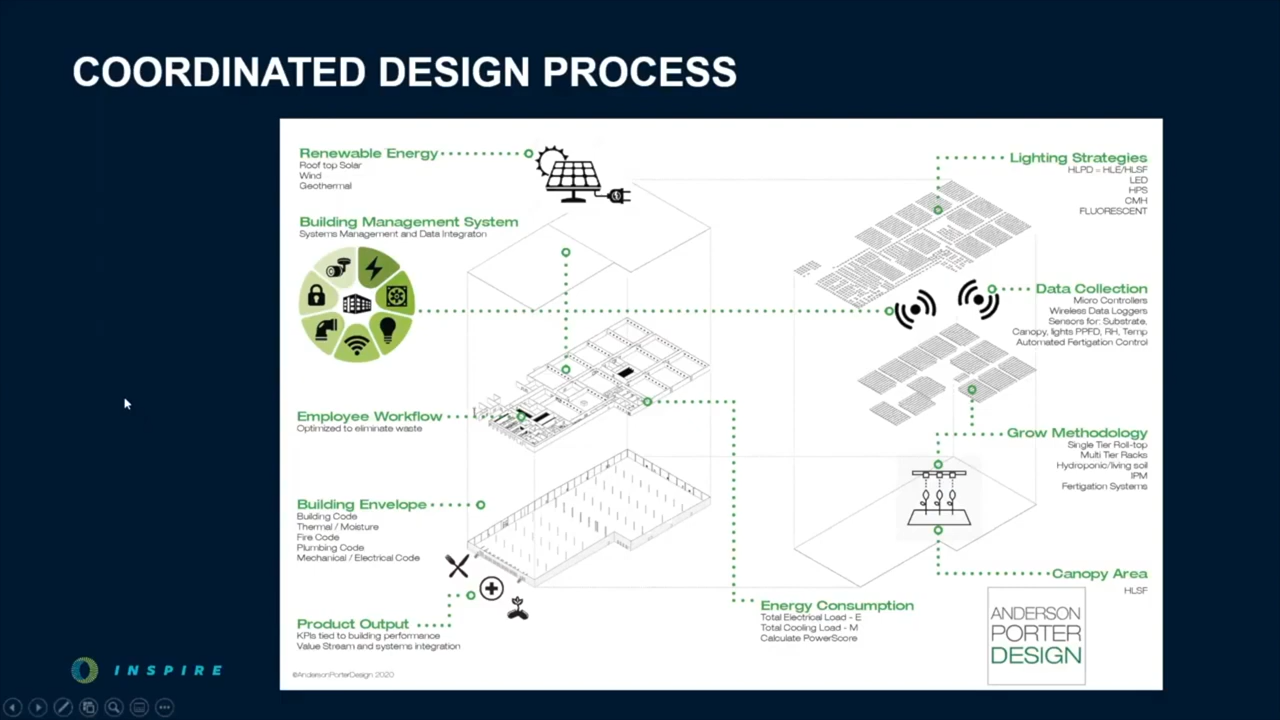 COORDINATED DESIGN PROCESS
Renewable Energy
Roof top Solar
Wind
Geothermal
Building Management System
Systems Management and Data Integraton
Employee Workflow
Optimized to eliminate waste
Building Envelope
Building Code
Thermal / Moisture
Fire Code
Plumbing Code
Mechanical / Electrical Code
Product Output
KPIs tied to building performance
Value Stream and systems integration
©AndersonPorterDesign 2020
Lighting Strategies
HLPD = HLE/HLSF
LED
HPS
CMH
FLUORESCENT
Data Collection
Micro Controllers
Wireless Data Loggers
Sensors for: Substrate,
Canopy, lights PPFD, RH, Temp
Automated Fertigation Control
Grow Methodology
Single Tier Roll-top
Multi Tier Racks
Hydroponic/living soil
IPM
Fertigation Systems
Canopy Area
HLSF
Energy Consumption
Total Electrical Load - E
Total Cooling Load - M
Calculate PowerScore
ANDERSON
PORTER
DESIGN
INSPIRE